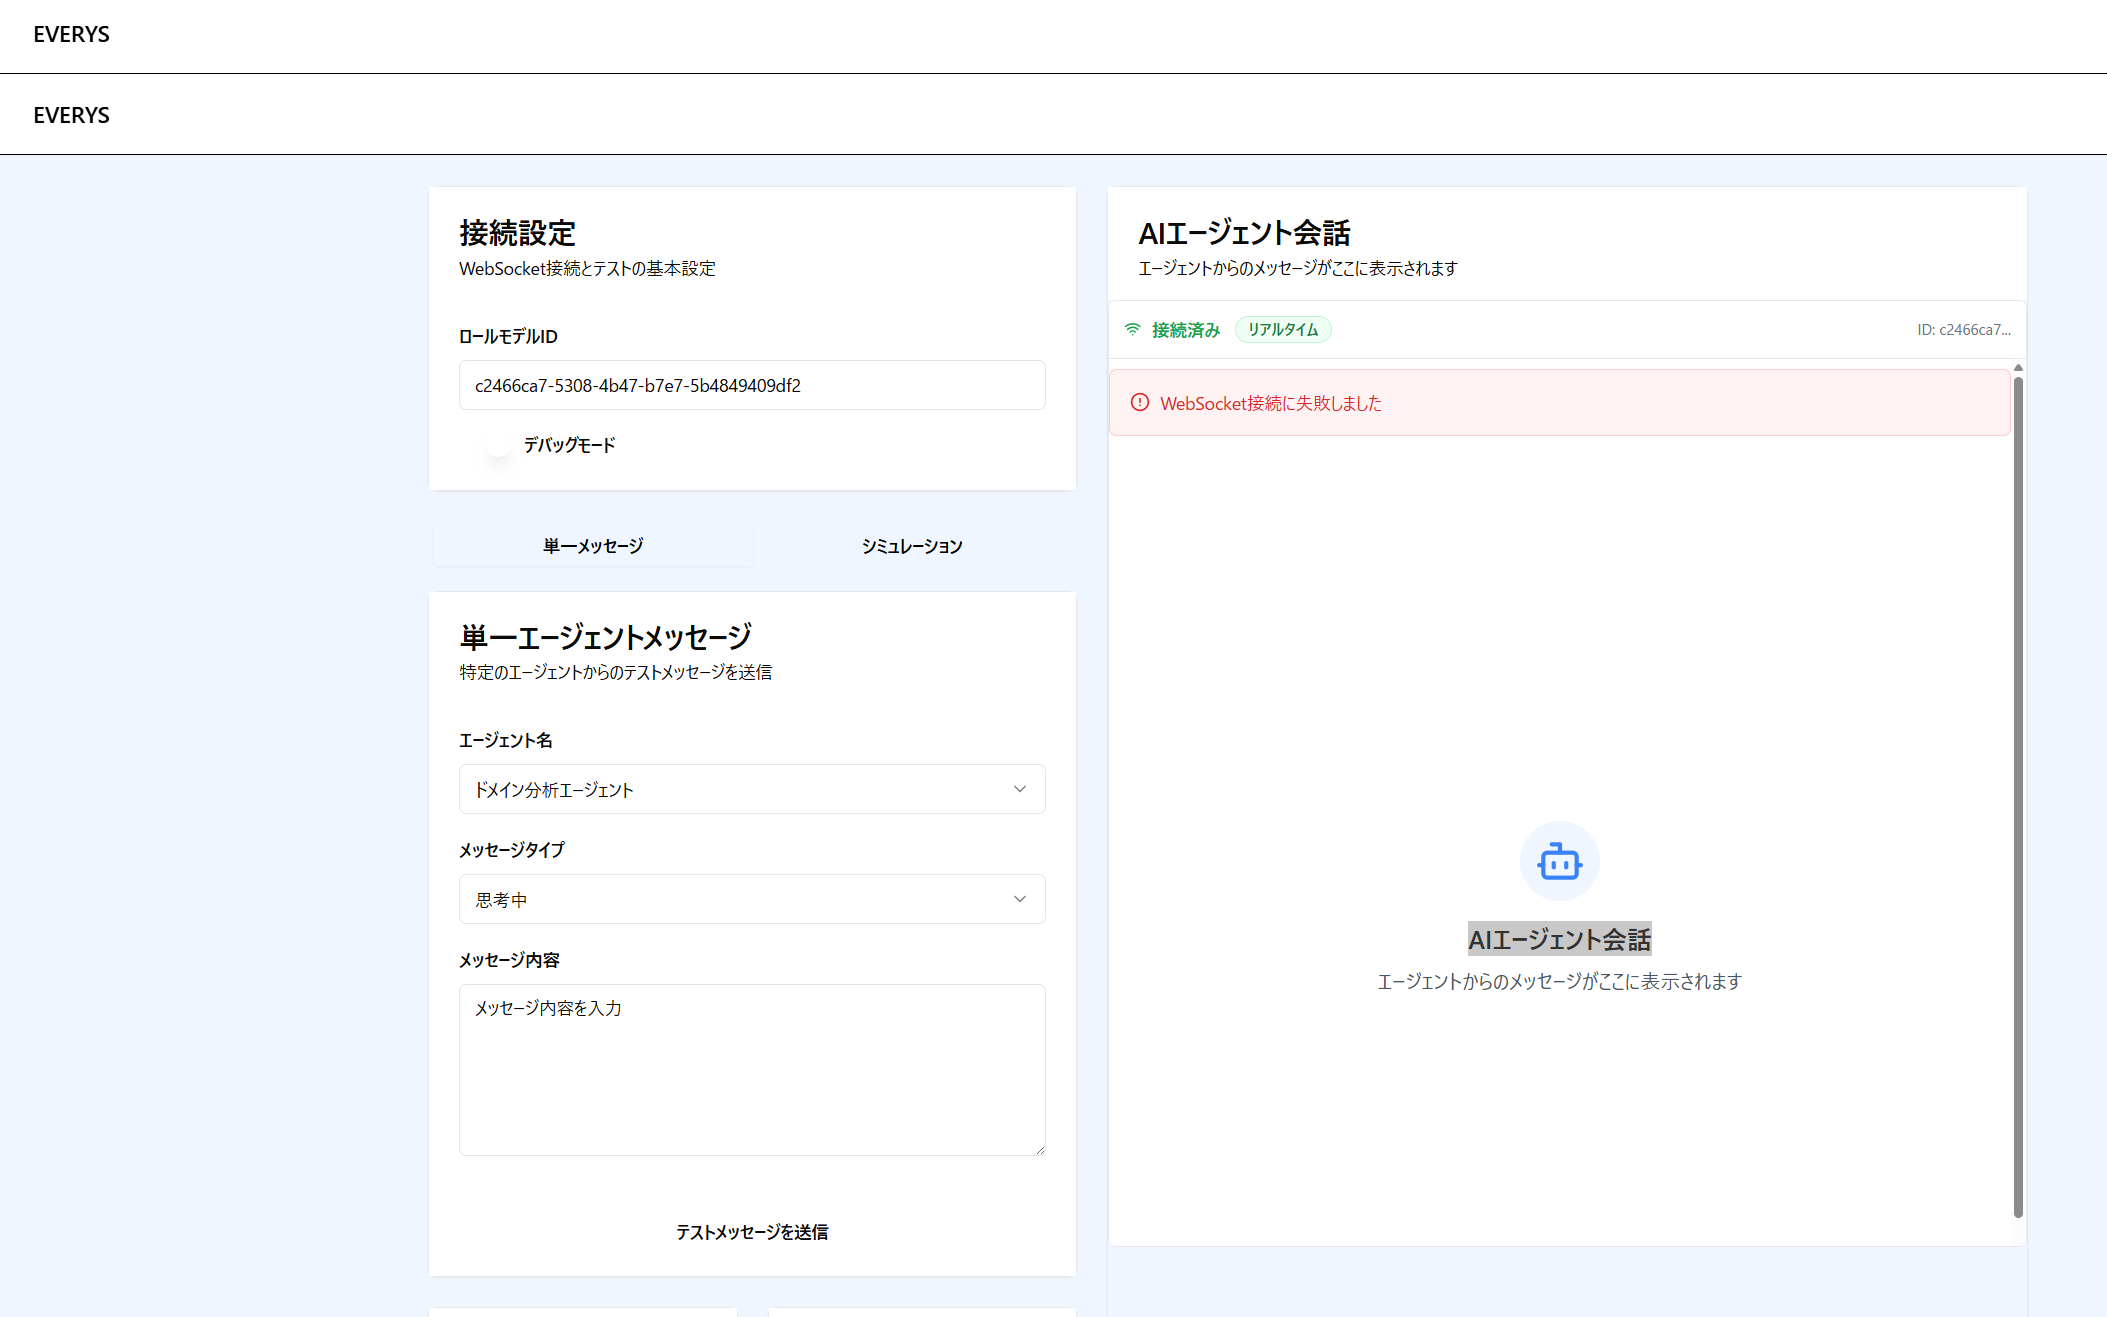 EVERYS
EVERYS
接続設定
WebSocket接続とテストの基本設定
ロールモデルID
c2466ca7-5308-4b47-b7e7-5b4849409df2
デバッグモード
単一メッセージ
シミュレーション
単一エージェントメッセージ
特定のエージェントからのテストメッセージを送信
エージェント名
ドメイン分析エージェント
メッセージタイプ
思考中
メッセージ内容
メッセージ内容を入力
テストメッセージを送信
AIエージェント会話
エージェントからのメッセージがここに表示されます
接続済み リアルタイム ID: c2466ca7...
WebSocket接続に失敗しました
AIエージェント会話
エージェントからのメッセージがここに表示されます